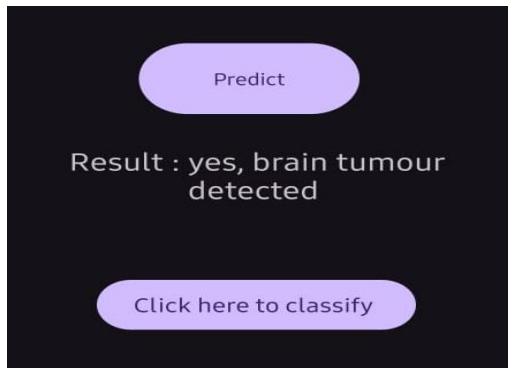 Predict
Result : yes, brain tumour
detected
Click here to classify